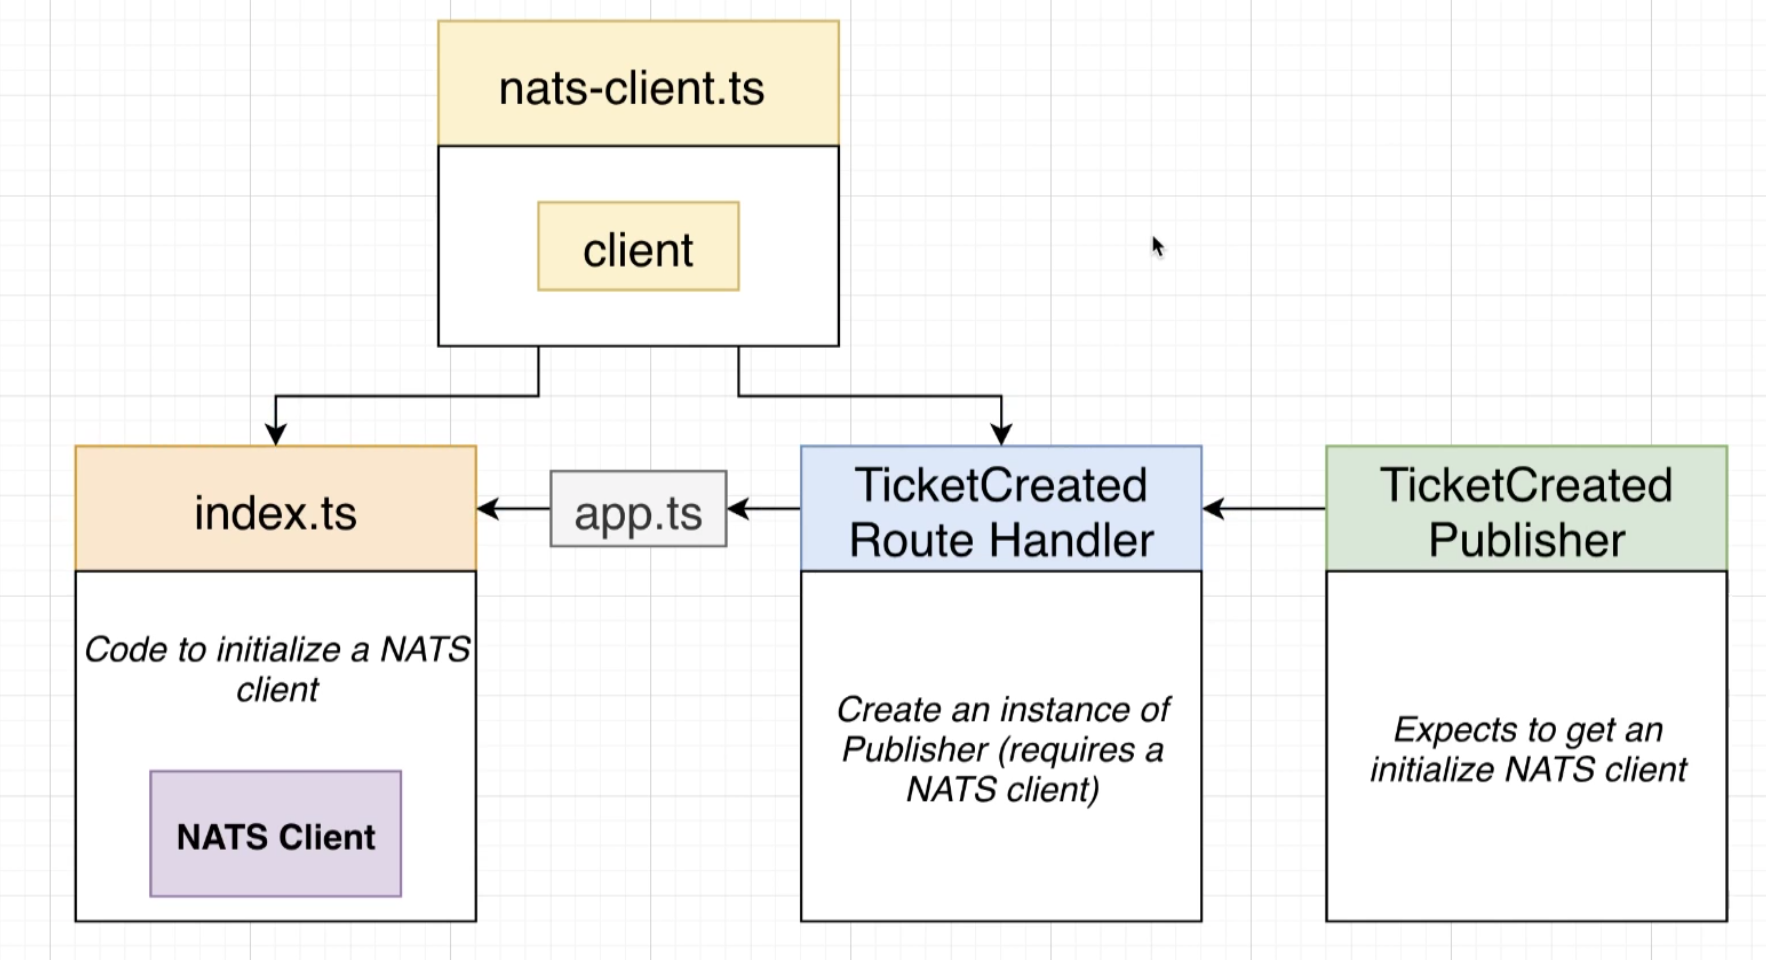 nats-client.ts
client
index.ts
app.ts
TicketCreated
Route Handler
TicketCreated
Publisher
Code to initialize a NATS
client
NATS Client
Create an instance of
Publisher (requires a
NATS client)
Expects to get an
initialize NATS client